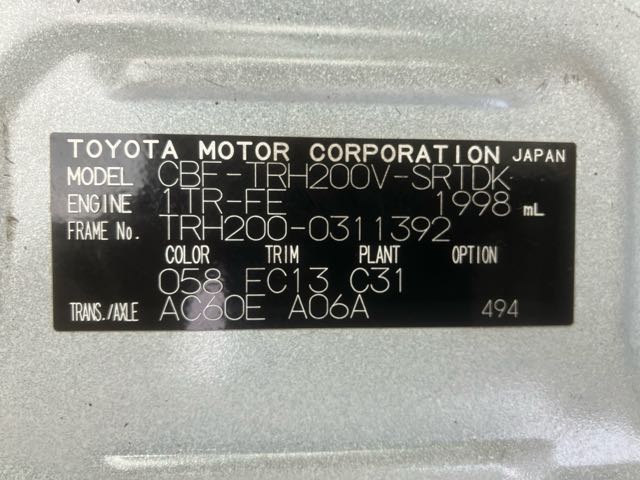 TOYOTA MOTOR CORPORATION JAPAN
MODEL CBF-TRH200V-SRTDK
ENGINE 1TR-FE 1998 mL
FRAME No. TRH200-0311392
COLOR TRIM PLANT OPTION
058 FC13 C31
TRANS./AXLE AC60E A06A 494